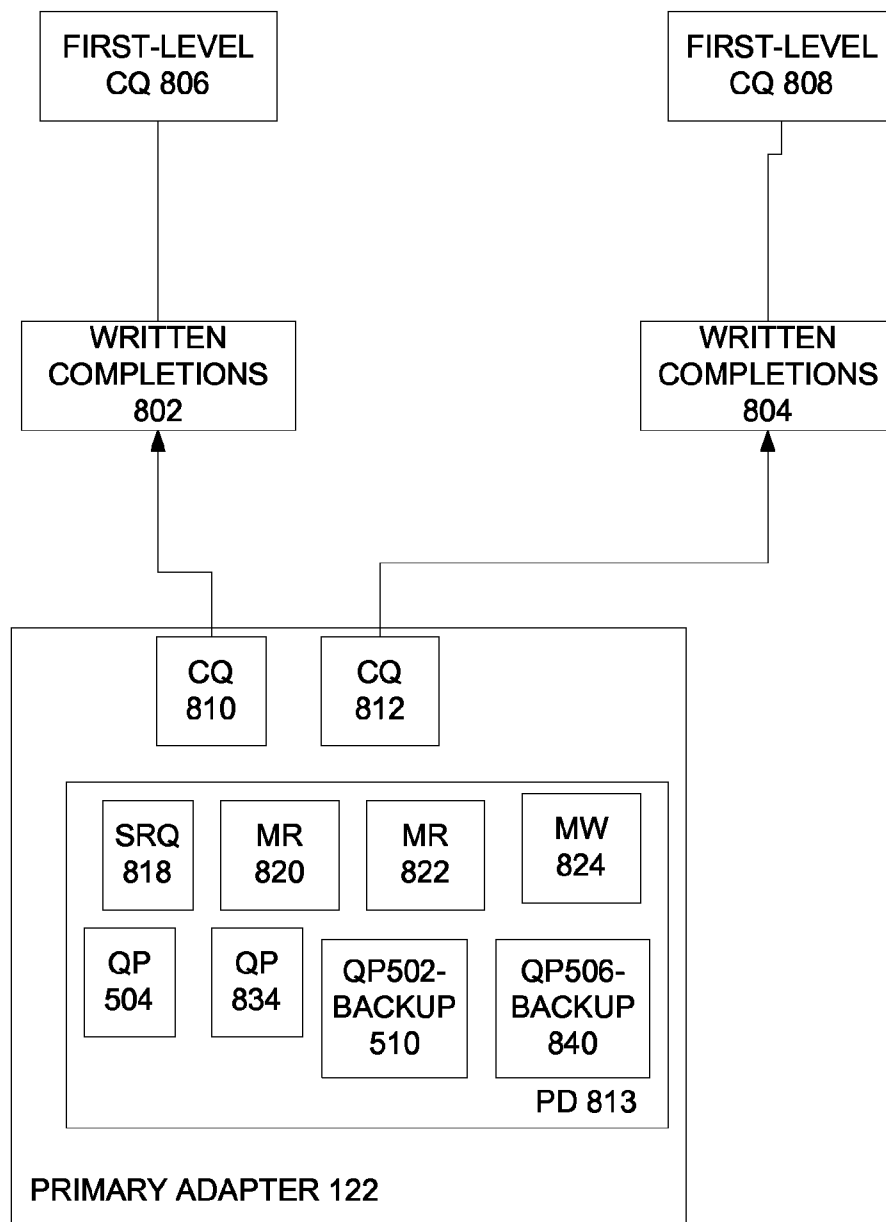 FIRST-LEVEL
CQ 806
FIRST-LEVEL
CQ 808
WRITTEN
COMPLETIONS
802
WRITTEN
COMPLETIONS
804
CQ
810
CQ
812
SRQ
818
MR
820
MR
822
MW
824
QP
504
QP
834
QP502-
BACKUP
510
QP506-
BACKUP
840
PD 813
PRIMARY ADAPTER 122